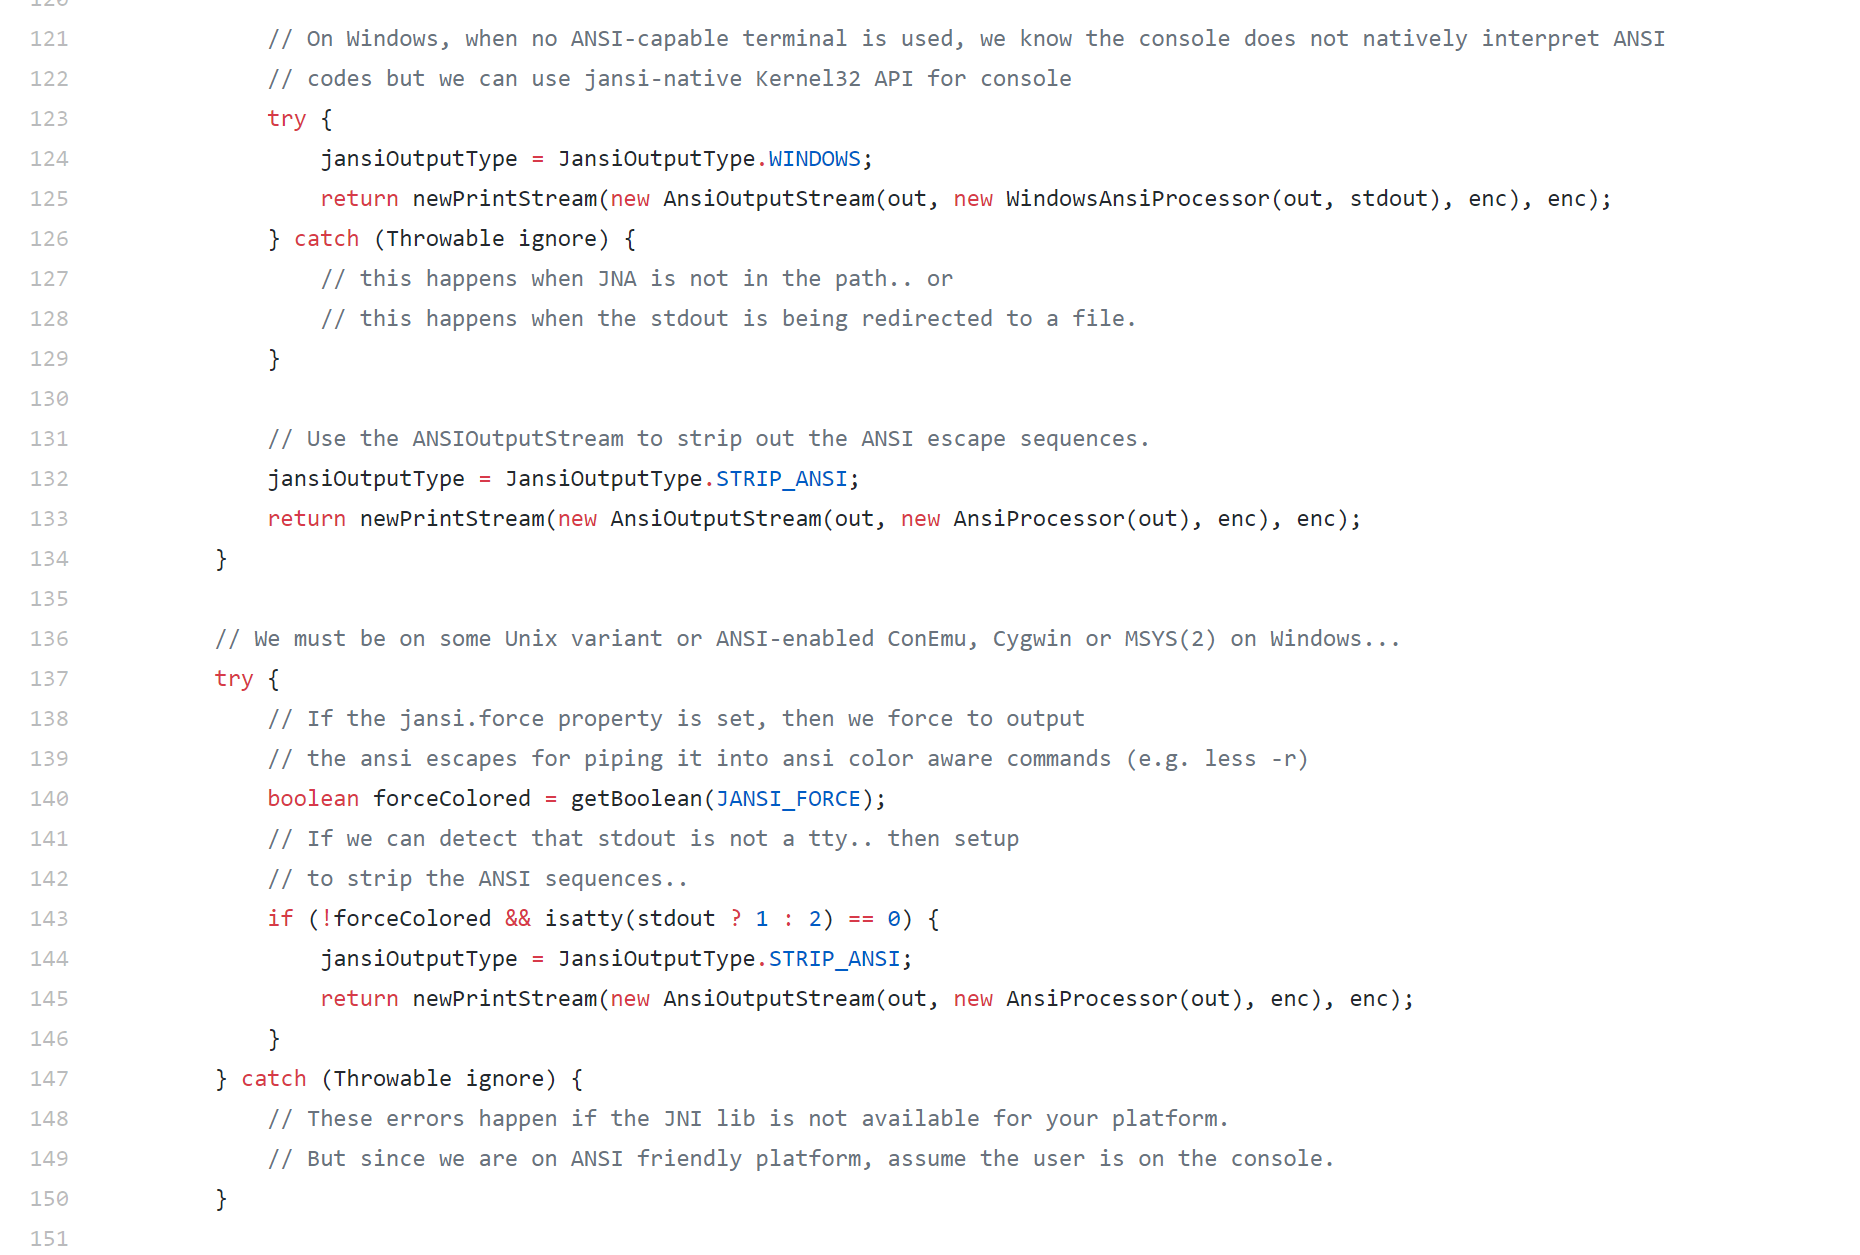 120
121 // On Windows, when no ANSI-capable terminal is used, we know the console does not natively interpret ANSI
122 // codes but we can use jansi-native Kernel32 API for console
123 try {
124 jansiOutputType = JansiOutputType.WINDOWS;
125 return newPrintStream(new AnsiOutputStream(out, new WindowsAnsiProcessor(out, stdout), enc), enc);
126 } catch (Throwable ignore) {
127 // this happens when JNA is not in the path.. or
128 // this happens when the stdout is being redirected to a file.
129 }
130
131 // Use the ANSIOutputStream to strip out the ANSI escape sequences.
132 jansiOutputType = JansiOutputType.STRIP_ANSI;
133 return newPrintStream(new AnsiOutputStream(out, new AnsiProcessor(out), enc), enc);
134 }
135
136 // We must be on some Unix variant or ANSI-enabled ConEmu, Cygwin or MSYS(2) on Windows...
137 try {
138 // If the jansi.force property is set, then we force to output
139 // the ansi escapes for piping it into ansi color aware commands (e.g. less -r)
140 boolean forceColored = getBoolean(JANSI_FORCE);
141 // If we can detect that stdout is not a tty.. then setup
142 // to strip the ANSI sequences..
143 if (!forceColored && isatty(stdout ? 1 : 2) == 0) {
144 jansiOutputType = JansiOutputType.STRIP_ANSI;
145 return newPrintStream(new AnsiOutputStream(out, new AnsiProcessor(out), enc), enc);
146 }
147 } catch (Throwable ignore) {
148 // These errors happen if the JNI lib is not available for your platform.
149 // But since we are on ANSI friendly platform, assume the user is on the console.
150 }
151